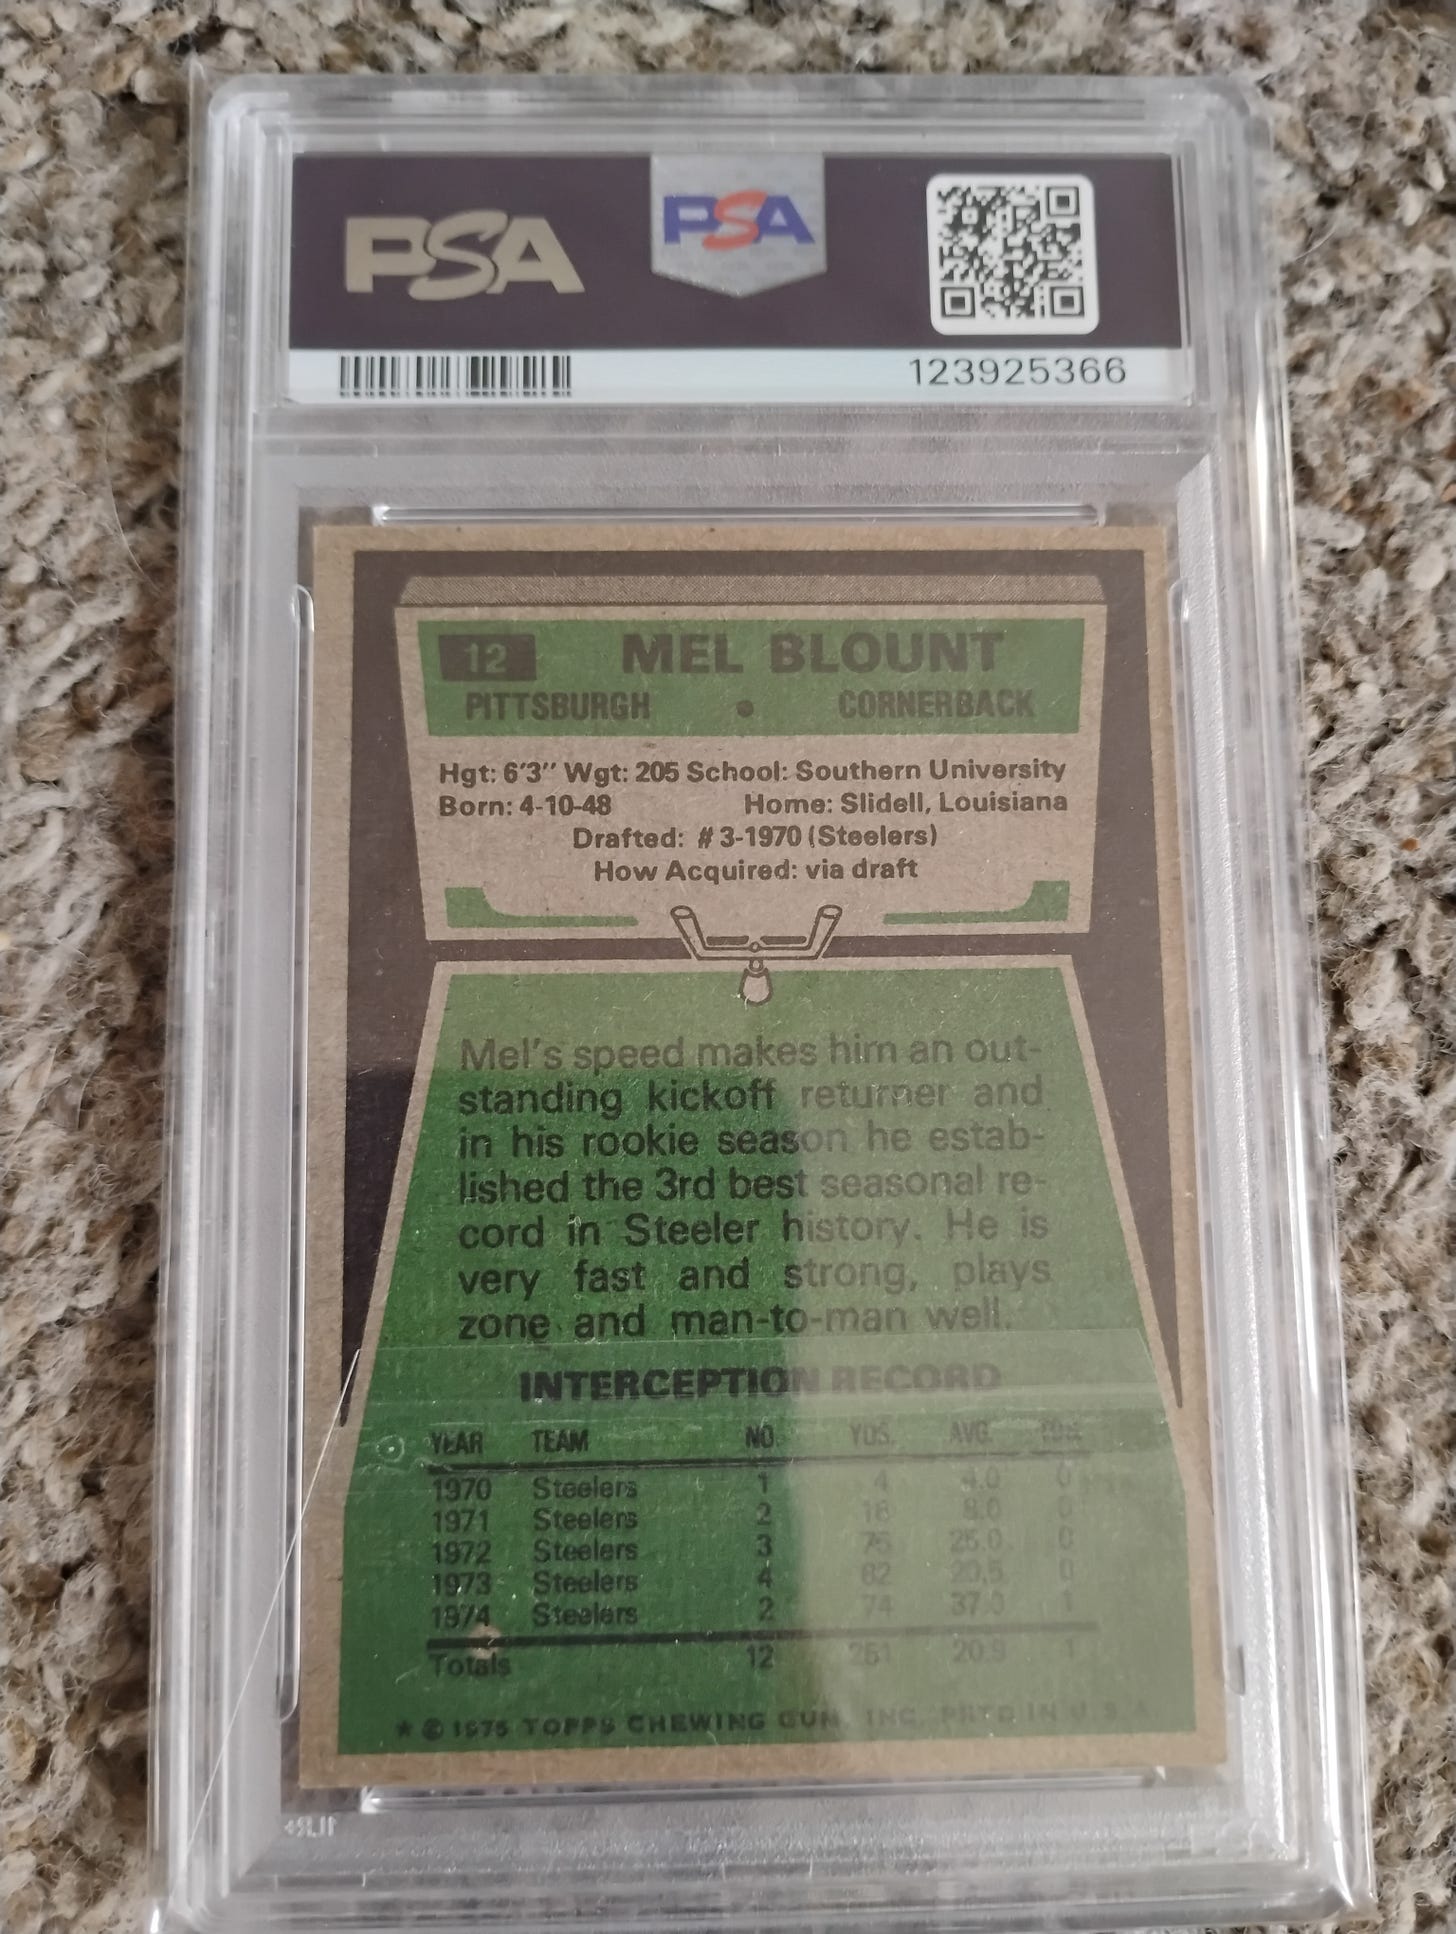 PSA
PSA
123925366
12 MEL BLOUNT
PITTSBURGH • CORNERBACK
Hgt: 6'3" Wgt: 205 School: Southern University
Born: 4-10-48 Home: Slidell, Louisiana
Drafted: #3-1970 (Steelers)
How Acquired: via draft
Mel's speed makes him an out-
standing kickoff returner and
in his rookie season he estab-
lished the 3rd best seasonal re-
cord in Steeler history. He is
very fast and strong, plays
zone and man-to-man well.
INTERCEPTION RECORD
YEAR TEAM NO. YDS. AVG. TDS
1970 Steelers 1 4 4.0 0
1971 Steelers 2 16 8.0 0
1972 Steelers 3 75 25.0 0
1973 Steelers 4 82 20.5 0
1974 Steelers 2 74 37.0 1
Totals 12 251 20.9 1
★ © 1975 TOPPS CHEWING GUM, INC. PRTD IN U.S.A.